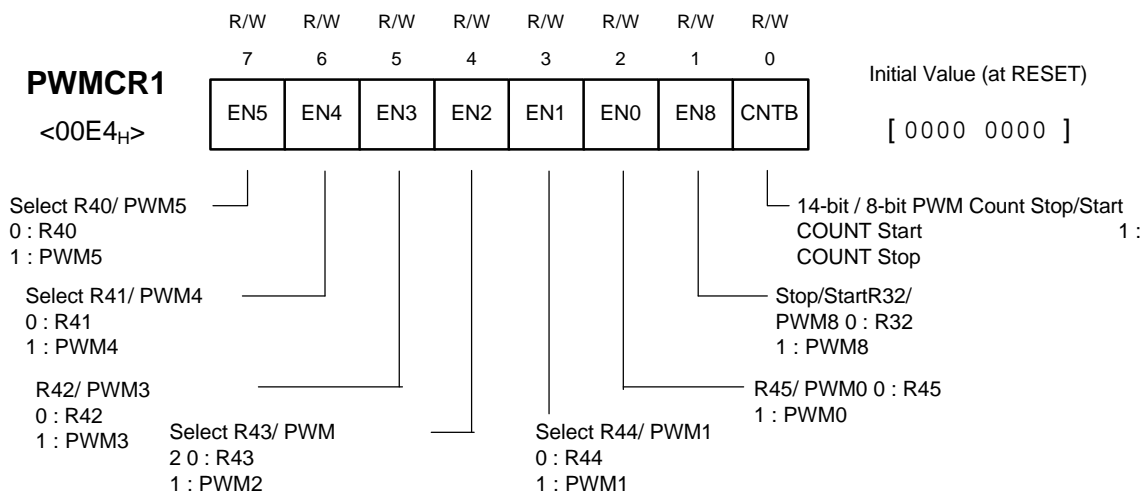 R/W R/W R/W R/W R/W R/W R/W R/W
7 6 5 4 3 2 1 0
PWMCR1
<00E4H>
EN5 EN4 EN3 EN2 EN1 EN0 EN8 CNTB
Initial Value (at RESET)
[ 0000 0000 ]
Select R40/ PWM5
0 : R40
1 : PWM5
14-bit / 8-bit PWM Count Stop/Start
COUNT Start 1 :
COUNT Stop
Select R41/ PWM4
0 : R41
1 : PWM4
Stop/StartR32/
PWM8 0 : R32
1 : PWM8
R42/ PWM3
0 : R42
1 : PWM3
Select R43/ PWM
2 0 : R43
1 : PWM2
Select R44/ PWM1
0 : R44
1 : PWM1
R45/ PWM0 0 : R45
1 : PWM0